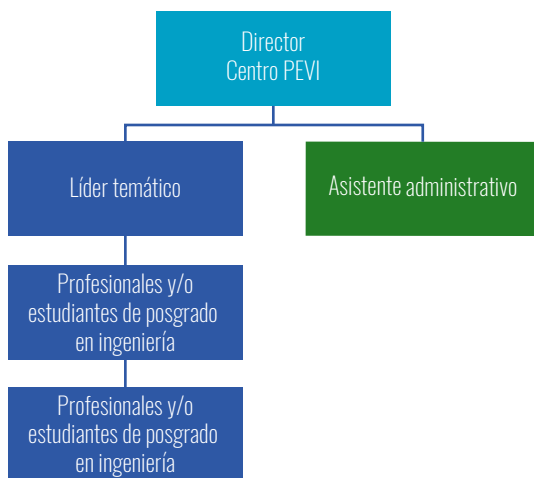 Director
Centro PEVI
Líder temático
Asistente administrativo
Profesionales y/o
estudiantes de posgrado
en ingeniería
Profesionales y/o
estudiantes de posgrado
en ingeniería